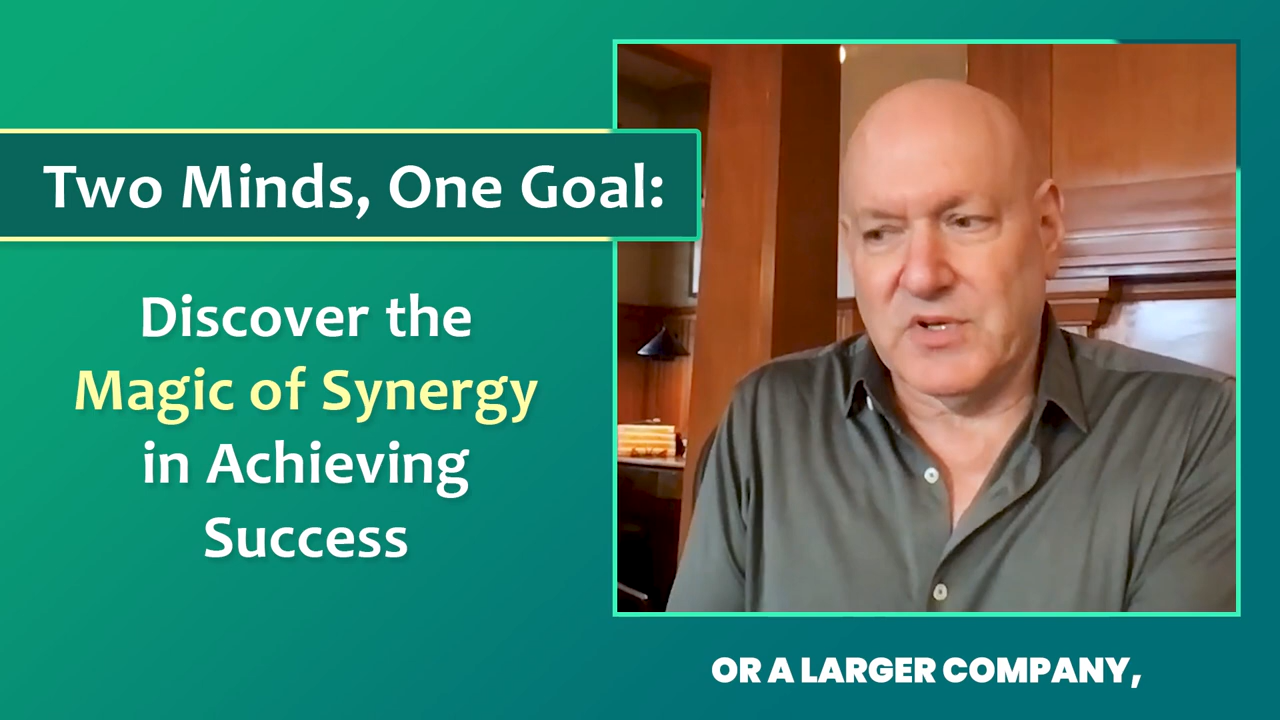 Two Minds, One Goal:
Discover the
Magic of Synergy
in Achieving
Success
OR A LARGER COMPANY,